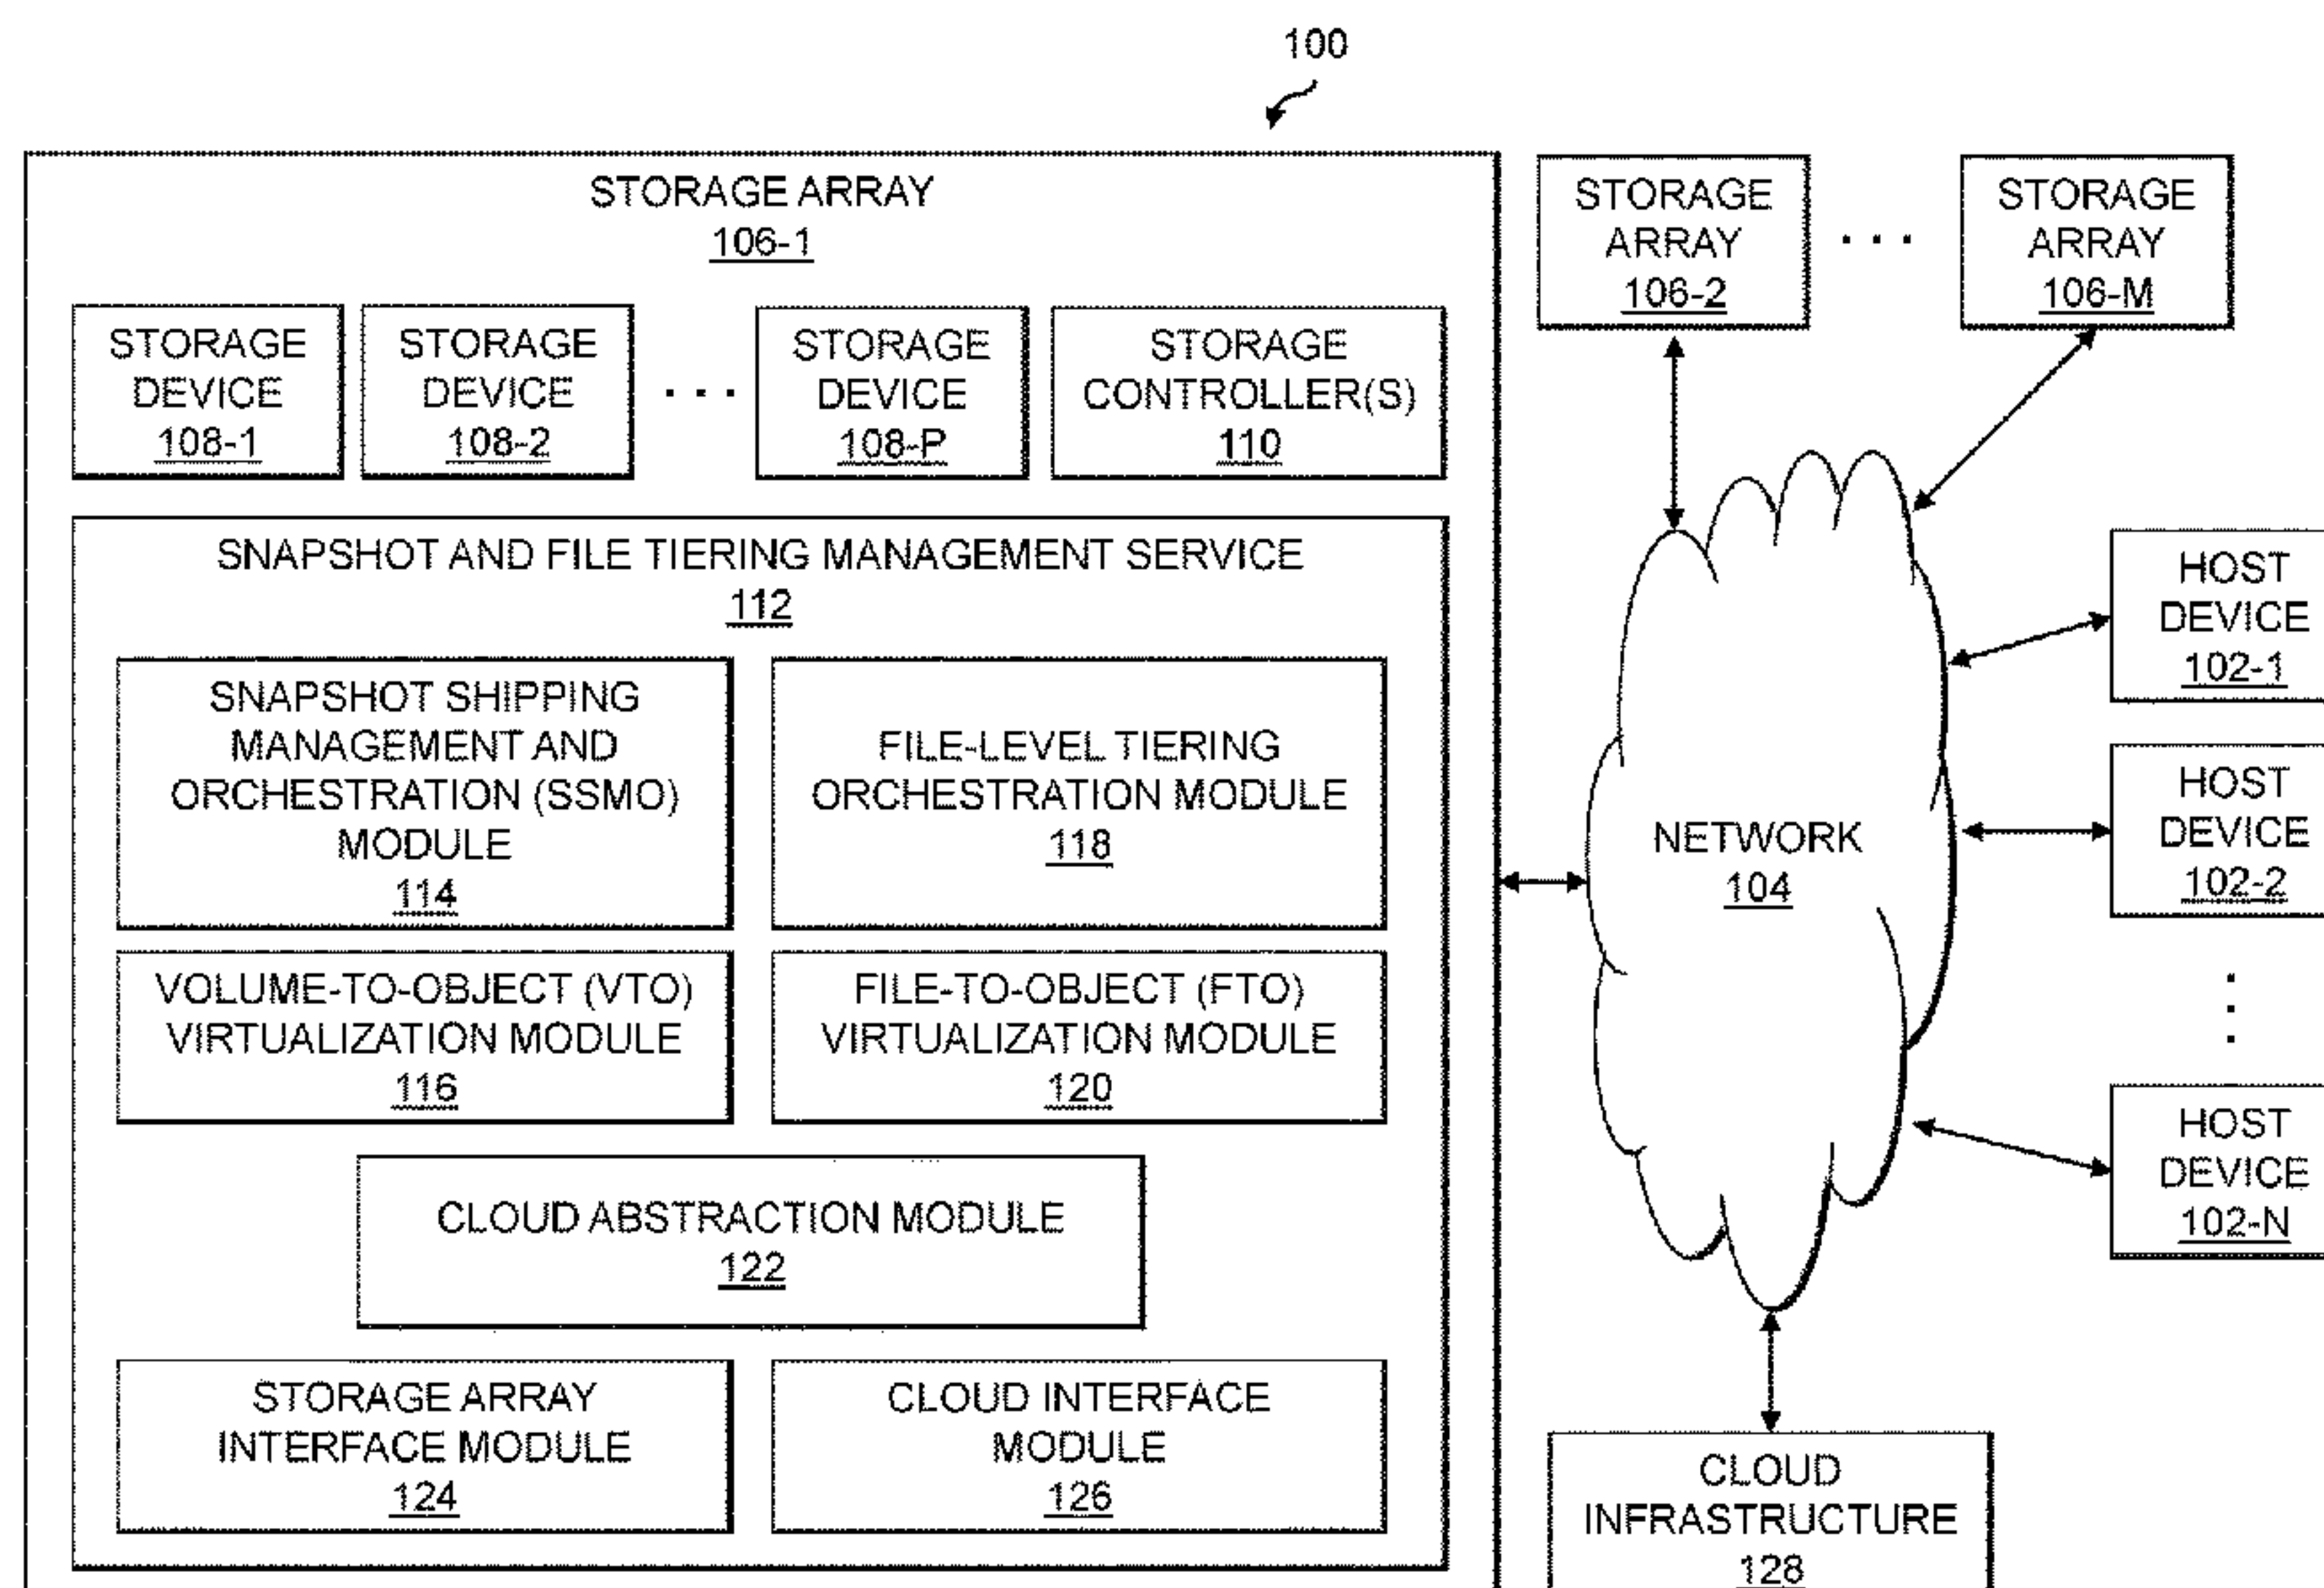 100
STORAGE ARRAY
106-1
STORAGE
DEVICE
108-1
STORAGE
DEVICE
108-2
. . .
STORAGE
DEVICE
108-P
STORAGE
CONTROLLER(S)
110
SNAPSHOT AND FILE TIERING MANAGEMENT SERVICE
112
SNAPSHOT SHIPPING
MANAGEMENT AND
ORCHESTRATION (SSMO)
MODULE
114
FILE-LEVEL TIERING
ORCHESTRATION MODULE
118
VOLUME-TO-OBJECT (VTO)
VIRTUALIZATION MODULE
116
FILE-TO-OBJECT (FTO)
VIRTUALIZATION MODULE
120
CLOUD ABSTRACTION MODULE
122
STORAGE ARRAY
INTERFACE MODULE
124
CLOUD INTERFACE
MODULE
126
STORAGE
ARRAY
106-2
. . .
STORAGE
ARRAY
106-M
NETWORK
104
HOST
DEVICE
102-1
HOST
DEVICE
102-2
HOST
DEVICE
102-N
CLOUD
INFRASTRUCTURE
128